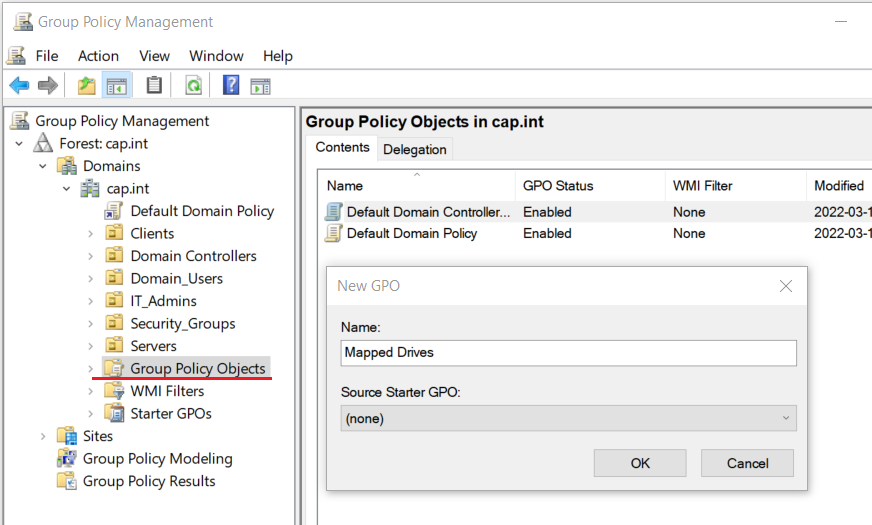 Group Policy Management
File Action View Window Help
Group Policy Management
Forest: cap.int
Domains
cap.int
Default Domain Policy
Clients
Domain Controllers
Domain_Users
IT_Admins
Security_Groups
Servers
Group Policy Objects
WMI Filters
Starter GPOs
Sites
Group Policy Modeling
Group Policy Results
Group Policy Objects in cap.int
Contents Delegation
Name GPO Status WMI Filter Modified
Default Domain Controller... Enabled None 2022-03-1
Default Domain Policy Enabled None 2022-03-1
New GPO
Name:
Mapped Drives
Source Starter GPO:
(none)
OK Cancel